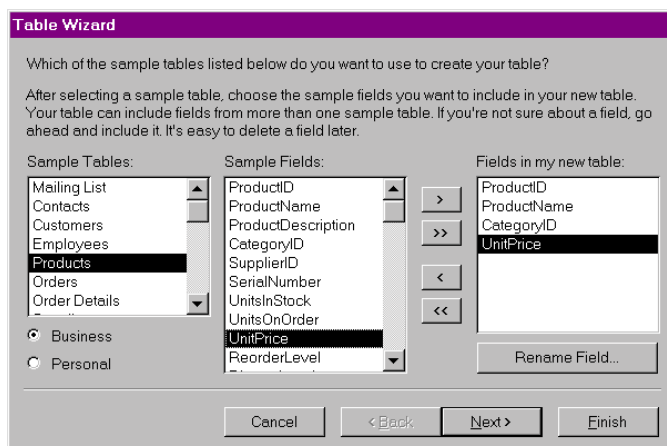 Table Wizard
Which of the sample tables listed below do you want to use to create your table?
After selecting a sample table, choose the sample fields you want to include in your new table.
Your table can include fields from more than one sample table. If you're not sure about a field, go
ahead and include it. It's easy to delete a field later.
Sample Tables:
Mailing List
Contacts
Customers
Employees
Products
Orders
Order Details
Business
Personal
Sample Fields:
ProductID
ProductName
ProductDescription
CategoryID
SupplierID
SerialNumber
UnitsInStock
UnitsOnOrder
UnitPrice
ReorderLevel
>
>>
<
<<
Fields in my new table:
ProductID
ProductName
CategoryID
UnitPrice
Rename Field...
Cancel
< Back
Next >
Finish